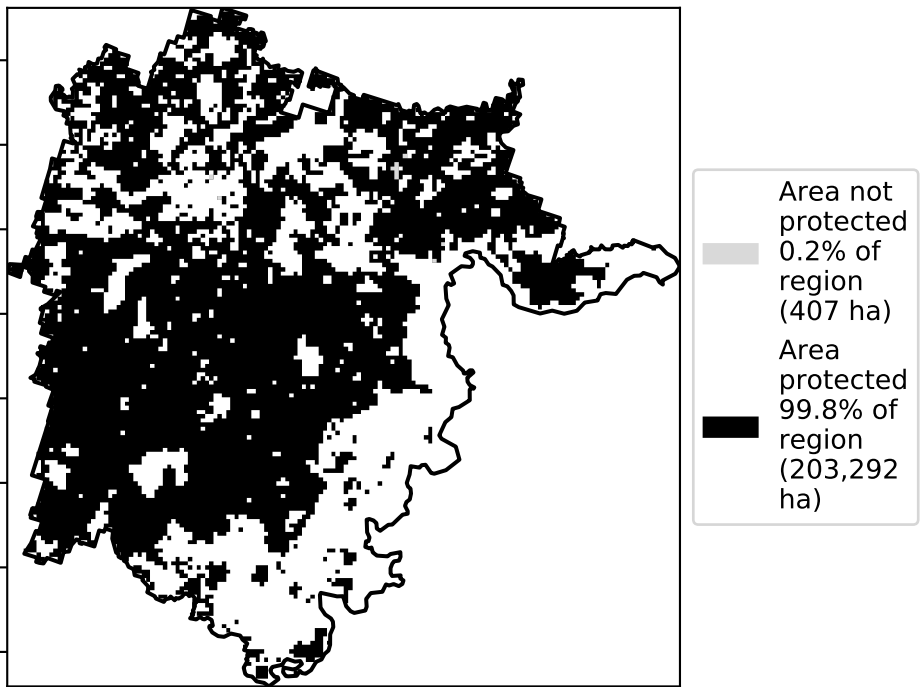 Area not
protected
0.2% of
region
(407 ha)
Area
protected
99.8% of
region
(203,292
ha)